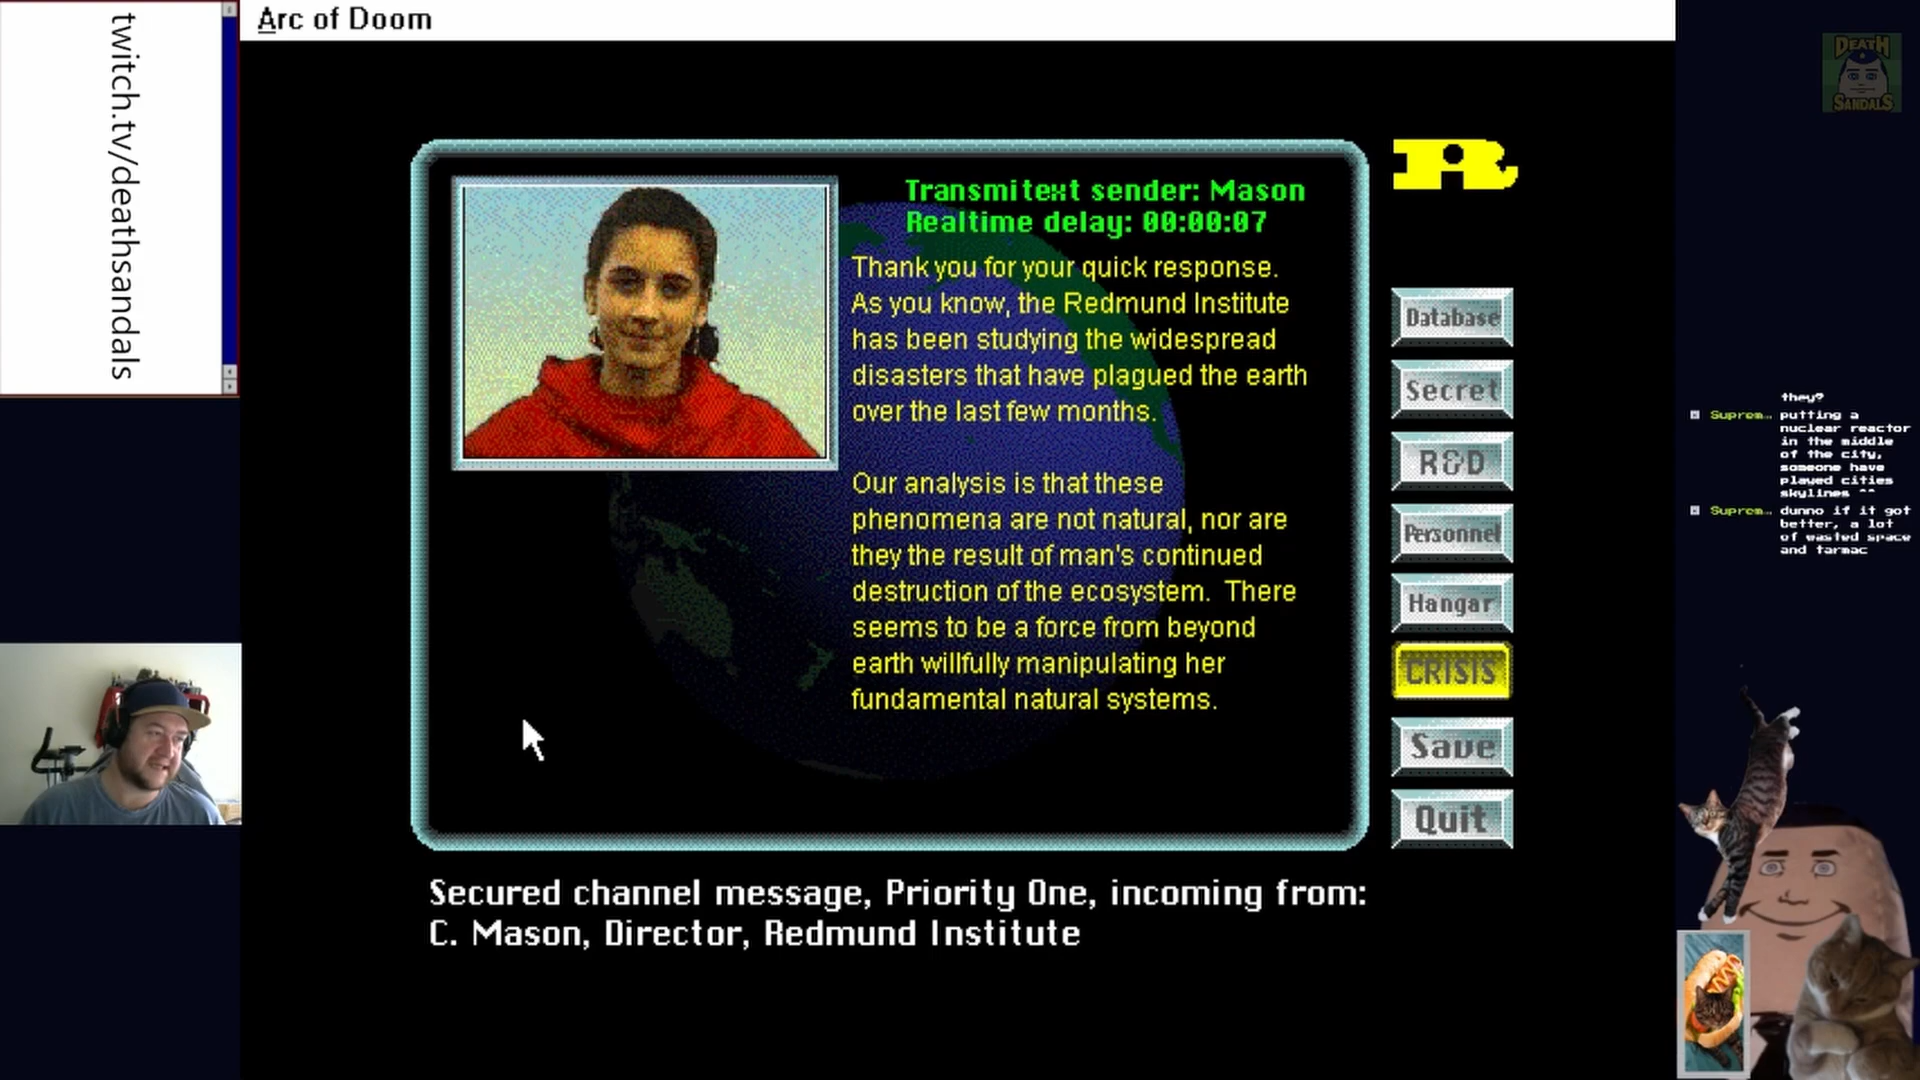 twitch.tv/deathsandals
Arc of Doom
Transmitext sender: Mason
Realtime delay: 00:00:07
Thank you for your quick response.
As you know, the Redmund Institute
has been studying the widespread
disasters that have plagued the earth
over the last few months.
Our analysis is that these
phenomena are not natural, nor are
they the result of man's continued
destruction of the ecosystem.  There
seems to be a force from beyond
earth willfully manipulating her
fundamental natural systems.
Secured channel message, Priority One, incoming from:
C. Mason, Director, Redmund Institute
R
Database
Secret
R&D
Personnel
Hangar
CRISIS
Save
Quit
DEATH
SANDALS
they?
Suprem… putting a
nuclear reactor
in the middle
of the city,
someone have
played cities
skylines ^^
Suprem… dunno if it got
better, a lot
of wasted space
and tarmac